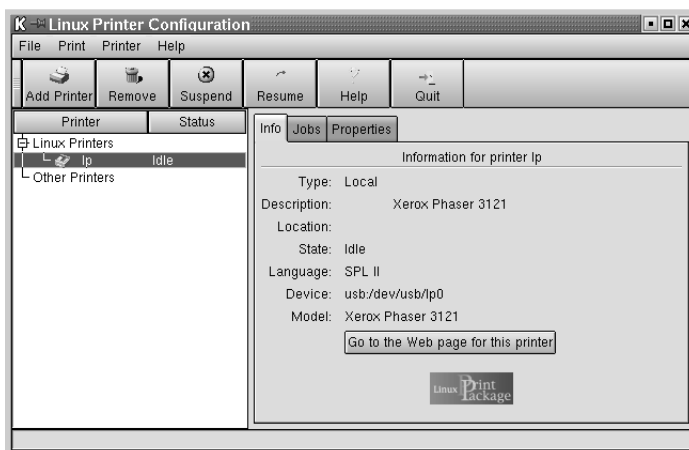 Linux Printer Configuration
File Print Printer Help
Add Printer Remove Suspend Resume Help Quit
Printer Status
Linux Printers
lp Idle
Other Printers
Info Jobs Properties
Information for printer lp
Type: Local
Description: Xerox Phaser 3121
Location:
State: Idle
Language: SPL II
Device: usb:/dev/usb/lp0
Model: Xerox Phaser 3121
Go to the Web page for this printer
Linux Print Package